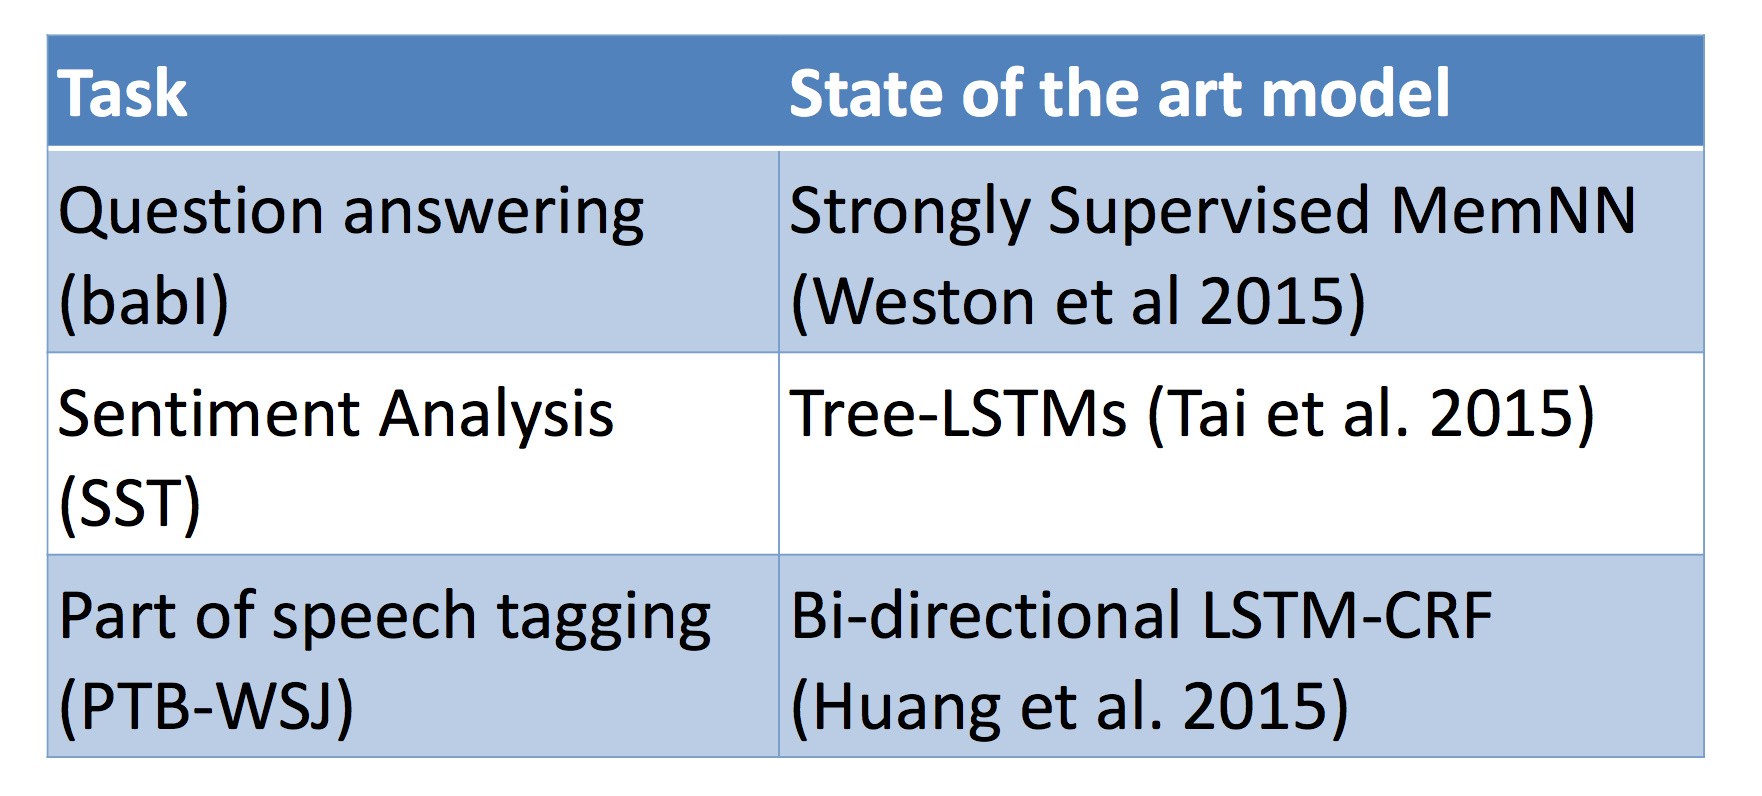 Task
State of the art model
Question answering
(babI)
Strongly Supervised MemNN
(Weston et al 2015)
Sentiment Analysis
(SST)
Tree-LSTMs (Tai et al. 2015)
Part of speech tagging
(PTB-WSJ)
Bi-directional LSTM-CRF
(Huang et al. 2015)